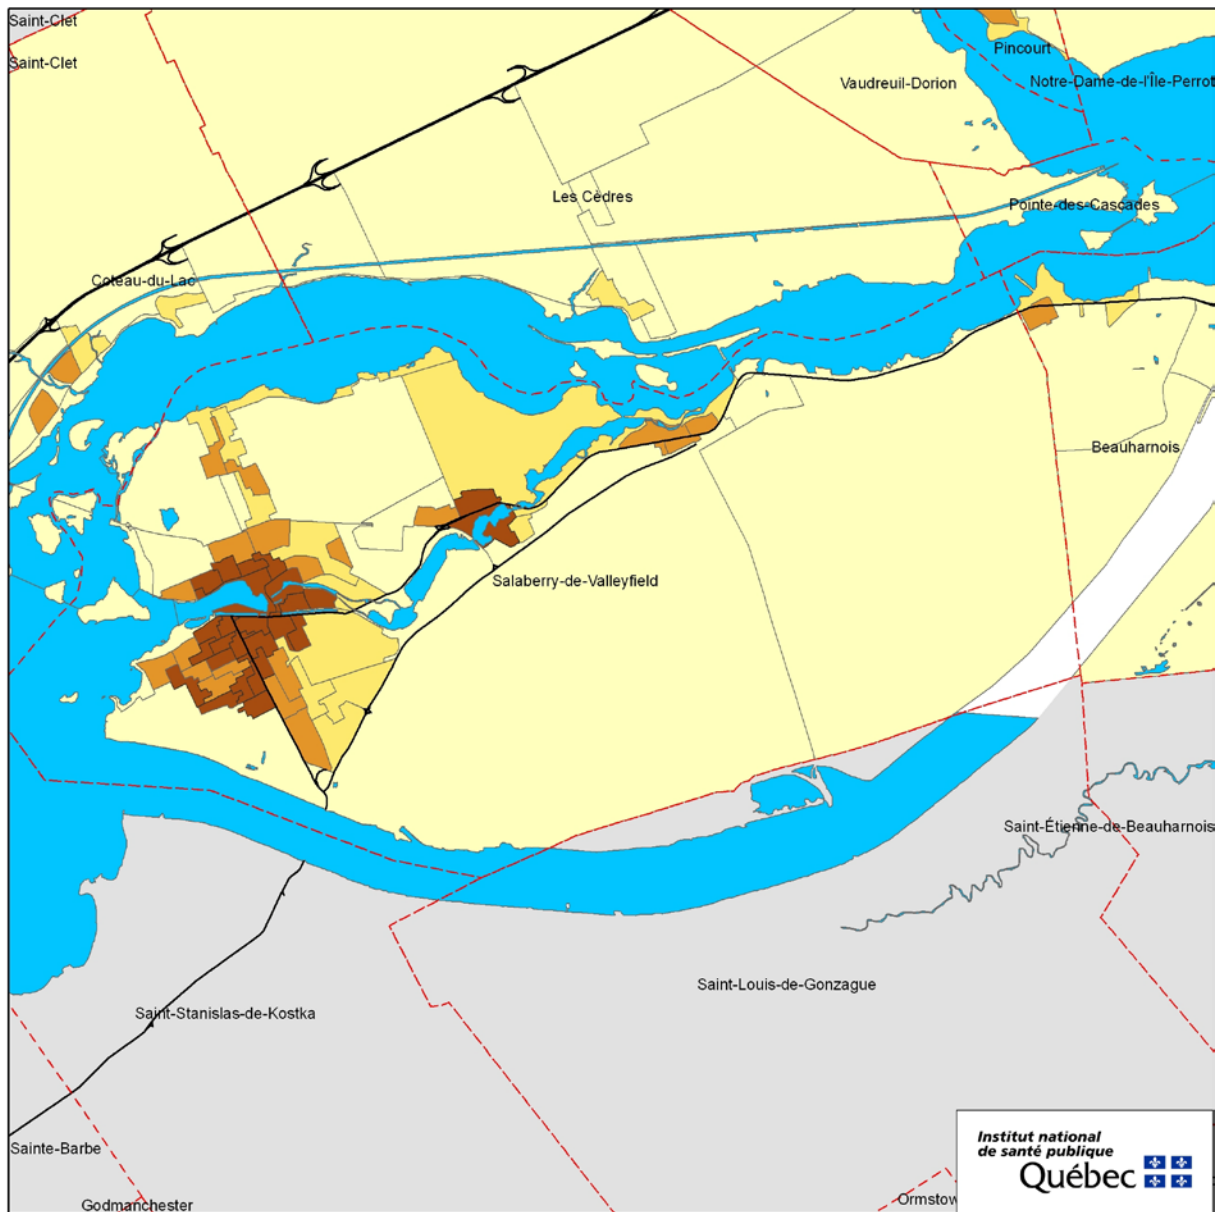 Saint-Clet
Saint-Clet
Pincourt
Vaudreuil-Dorion
Notre-Dame-de-l'Île-Perrot
Les Cèdres
Pointe-des-Cascades
Coteau-du-Lac
Beauharnois
Salaberry-de-Valleyfield
Saint-Étienne-de-Beauharnois
Saint-Louis-de-Gonzague
Saint-Stanislas-de-Kostka
Sainte-Barbe
Godmanchester
Ormstow
Institut national
de santé publique
Québec